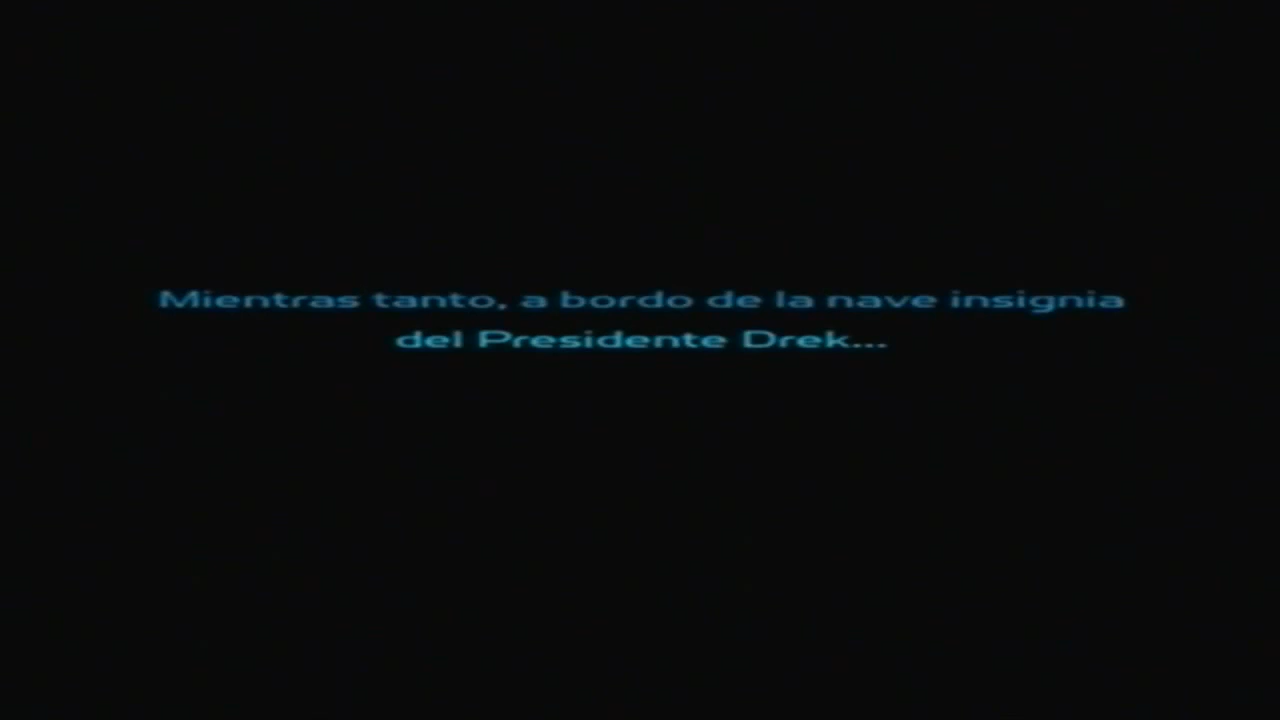 Mientras tanto, a bordo de la nave insignia
del Presidente Drek...